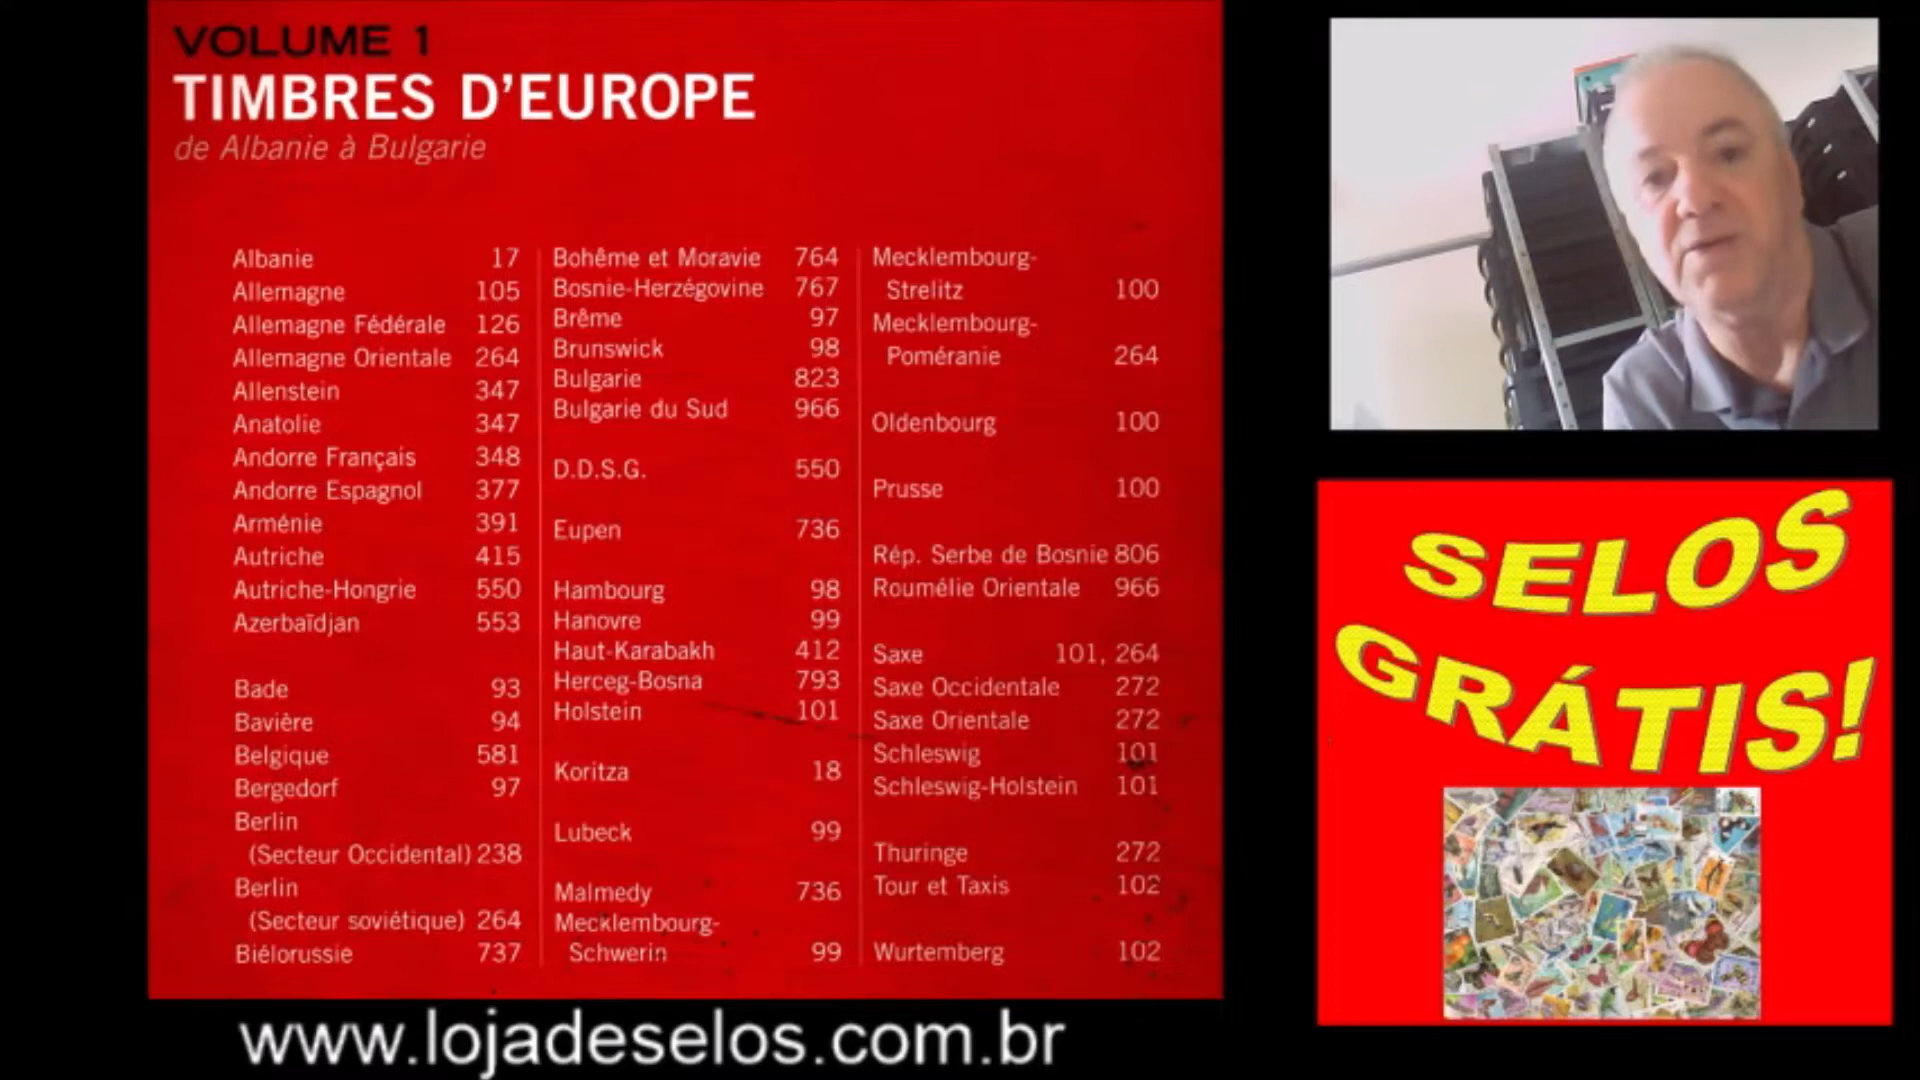 VOLUME 1
TIMBRES D'EUROPE
de Albanie à Bulgarie
Albanie 17
Allemagne 105
Allemagne Fédérale 126
Allemagne Orientale 264
Allenstein 347
Anatolie 347
Andorre Français 348
Andorre Espagnol 377
Arménie 391
Autriche 415
Autriche-Hongrie 550
Azerbaïdjan 553
Bade 93
Bavière 94
Belgique 581
Bergedorf 97
Berlin
(Secteur Occidental) 238
Berlin
(Secteur soviétique) 264
Biélorussie 737
Bohême et Moravie 764
Bosnie-Herzégovine 767
Brême 97
Brunswick 98
Bulgarie 823
Bulgarie du Sud 966
D.D.S.G. 550
Eupen 736
Hambourg 98
Hanovre 99
Haut-Karabakh 412
Herceg-Bosna 793
Holstein 101
Koritza 18
Lubeck 99
Malmedy 736
Mecklembourg-
Schwerin 99
Mecklembourg-
Strelitz 100
Mecklembourg-
Poméranie 264
Oldenbourg 100
Prusse 100
Rép. Serbe de Bosnie 806
Roumélie Orientale 966
Saxe 101, 264
Saxe Occidentale 272
Saxe Orientale 272
Schleswig 101
Schleswig-Holstein 101
Thuringe 272
Tour et Taxis 102
Wurtemberg 102
SELOS
GRÁTIS!
www.lojadeselos.com.br